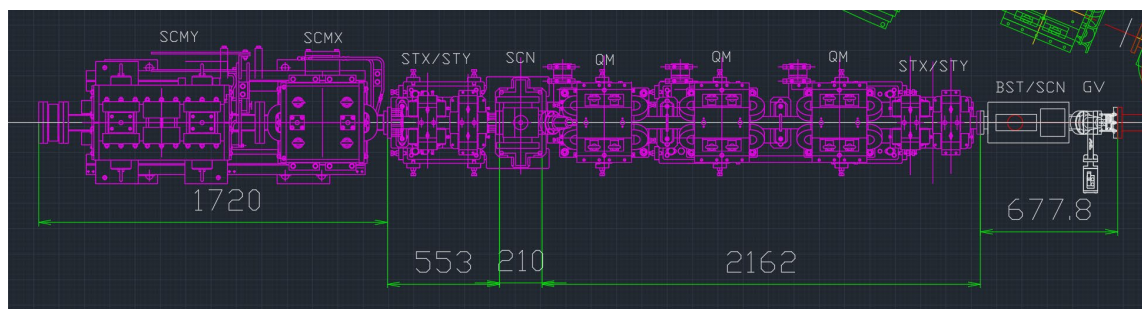 SCMY
SCMX
STX/STY
SCN
QM
QM
QM
STX/STY
BST/SCN
GV
1720
553
210
2162
677.8